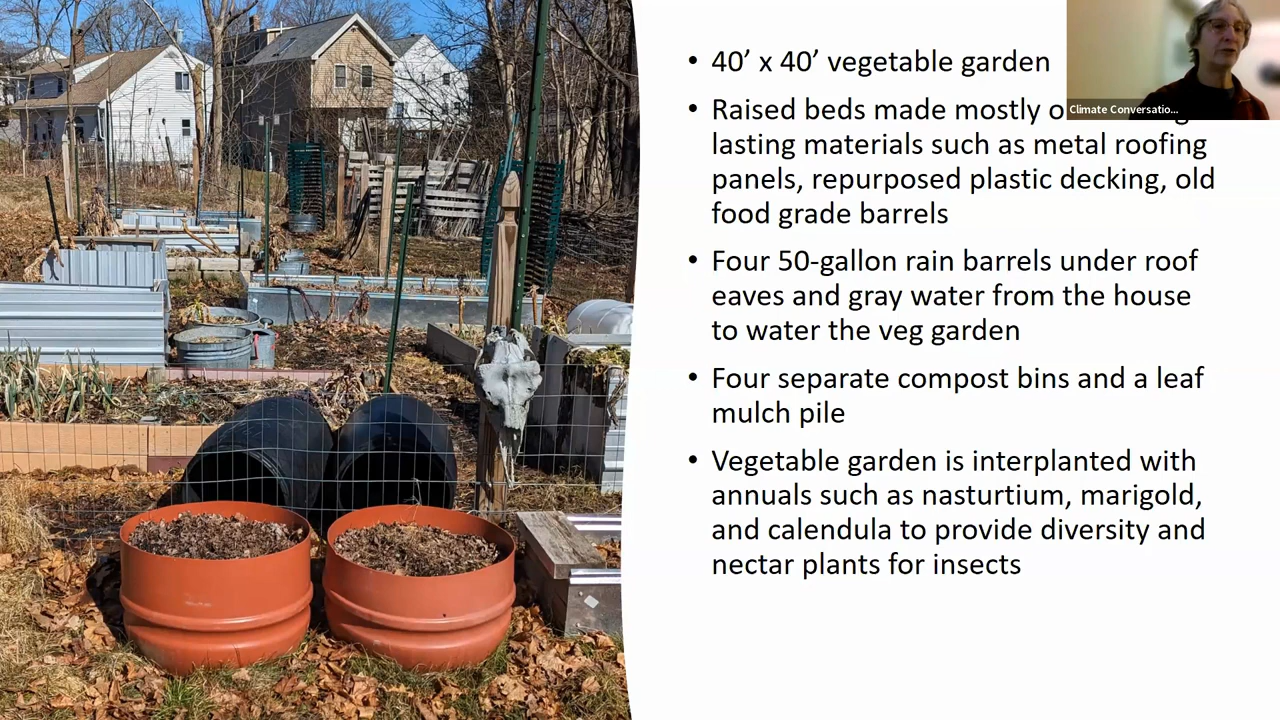 • 40’ x 40’ vegetable garden
• Raised beds made mostly
lasting materials such as metal roofing
panels, repurposed plastic decking, old
food grade barrels
• Four 50-gallon rain barrels under roof
eaves and gray water from the house
to water the veg garden
• Four separate compost bins and a leaf
mulch pile
• Vegetable garden is interplanted with
annuals such as nasturtium, marigold,
and calendula to provide diversity and
nectar plants for insects
Climate Conversatio...